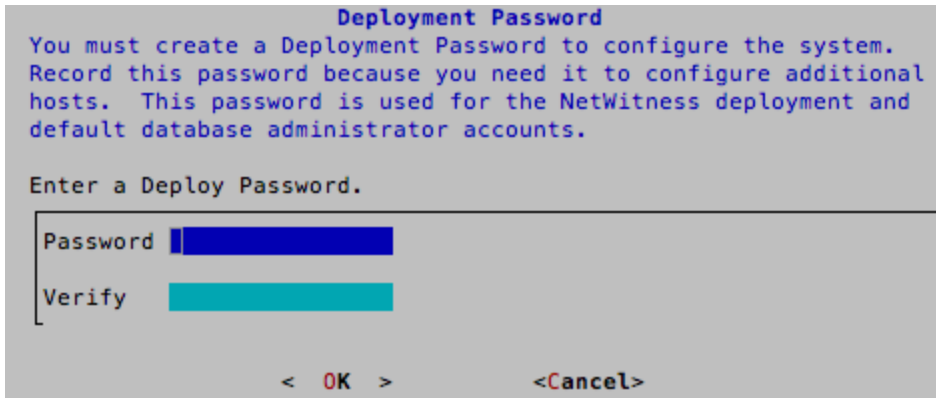 Deployment Password
You must create a Deployment Password to configure the system.
Record this password because you need it to configure additional
hosts.  This password is used for the NetWitness deployment and
default database administrator accounts.
Enter a Deploy Password.
Password
Verify
<  OK  >          <Cancel>